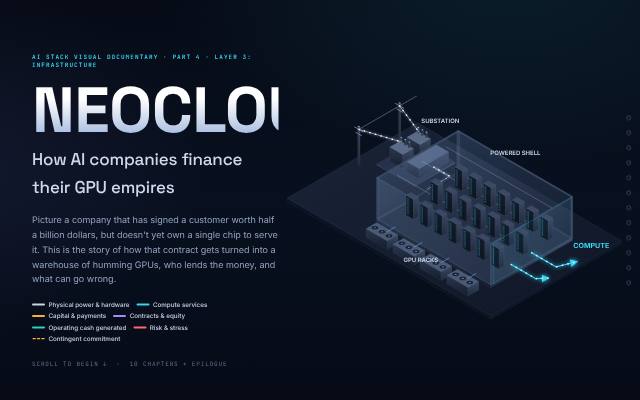 AI STACK VISUAL DOCUMENTARY · PART 4 · LAYER 3:
INFRASTRUCTURE
NEOCLOU
How AI companies finance
their GPU empires
Picture a company that has signed a customer worth half
a billion dollars, but doesn't yet own a single chip to serve
it. This is the story of how that contract gets turned into a
warehouse of humming GPUs, who lends the money, and
what can go wrong.
Physical power & hardware
Compute services
Capital & payments
Contracts & equity
Operating cash generated
Risk & stress
Contingent commitment
SCROLL TO BEGIN ↓ · 10 CHAPTERS + EPILOGUE
SUBSTATION
POWERED SHELL
COMPUTE
GPU RACKS